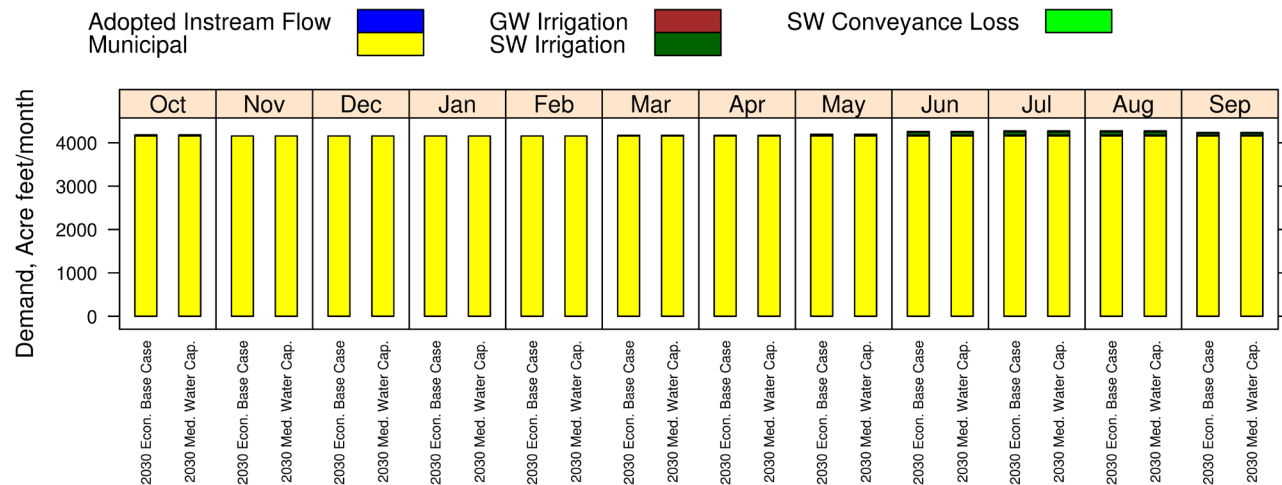 Adopted Instream Flow GW Irrigation SW Conveyance Loss
Municipal SW Irrigation
Oct Nov Dec Jan Feb Mar Apr May Jun Jul Aug Sep
Demand, Acre feet/month
4000
3000
2000
1000
0
2030 Econ. Base Case
2030 Med. Water Cap.
2030 Econ. Base Case
2030 Med. Water Cap.
2030 Econ. Base Case
2030 Med. Water Cap.
2030 Econ. Base Case
2030 Med. Water Cap.
2030 Econ. Base Case
2030 Med. Water Cap.
2030 Econ. Base Case
2030 Med. Water Cap.
2030 Econ. Base Case
2030 Med. Water Cap.
2030 Econ. Base Case
2030 Med. Water Cap.
2030 Econ. Base Case
2030 Med. Water Cap.
2030 Econ. Base Case
2030 Med. Water Cap.
2030 Econ. Base Case
2030 Med. Water Cap.
2030 Econ. Base Case
2030 Med. Water Cap.